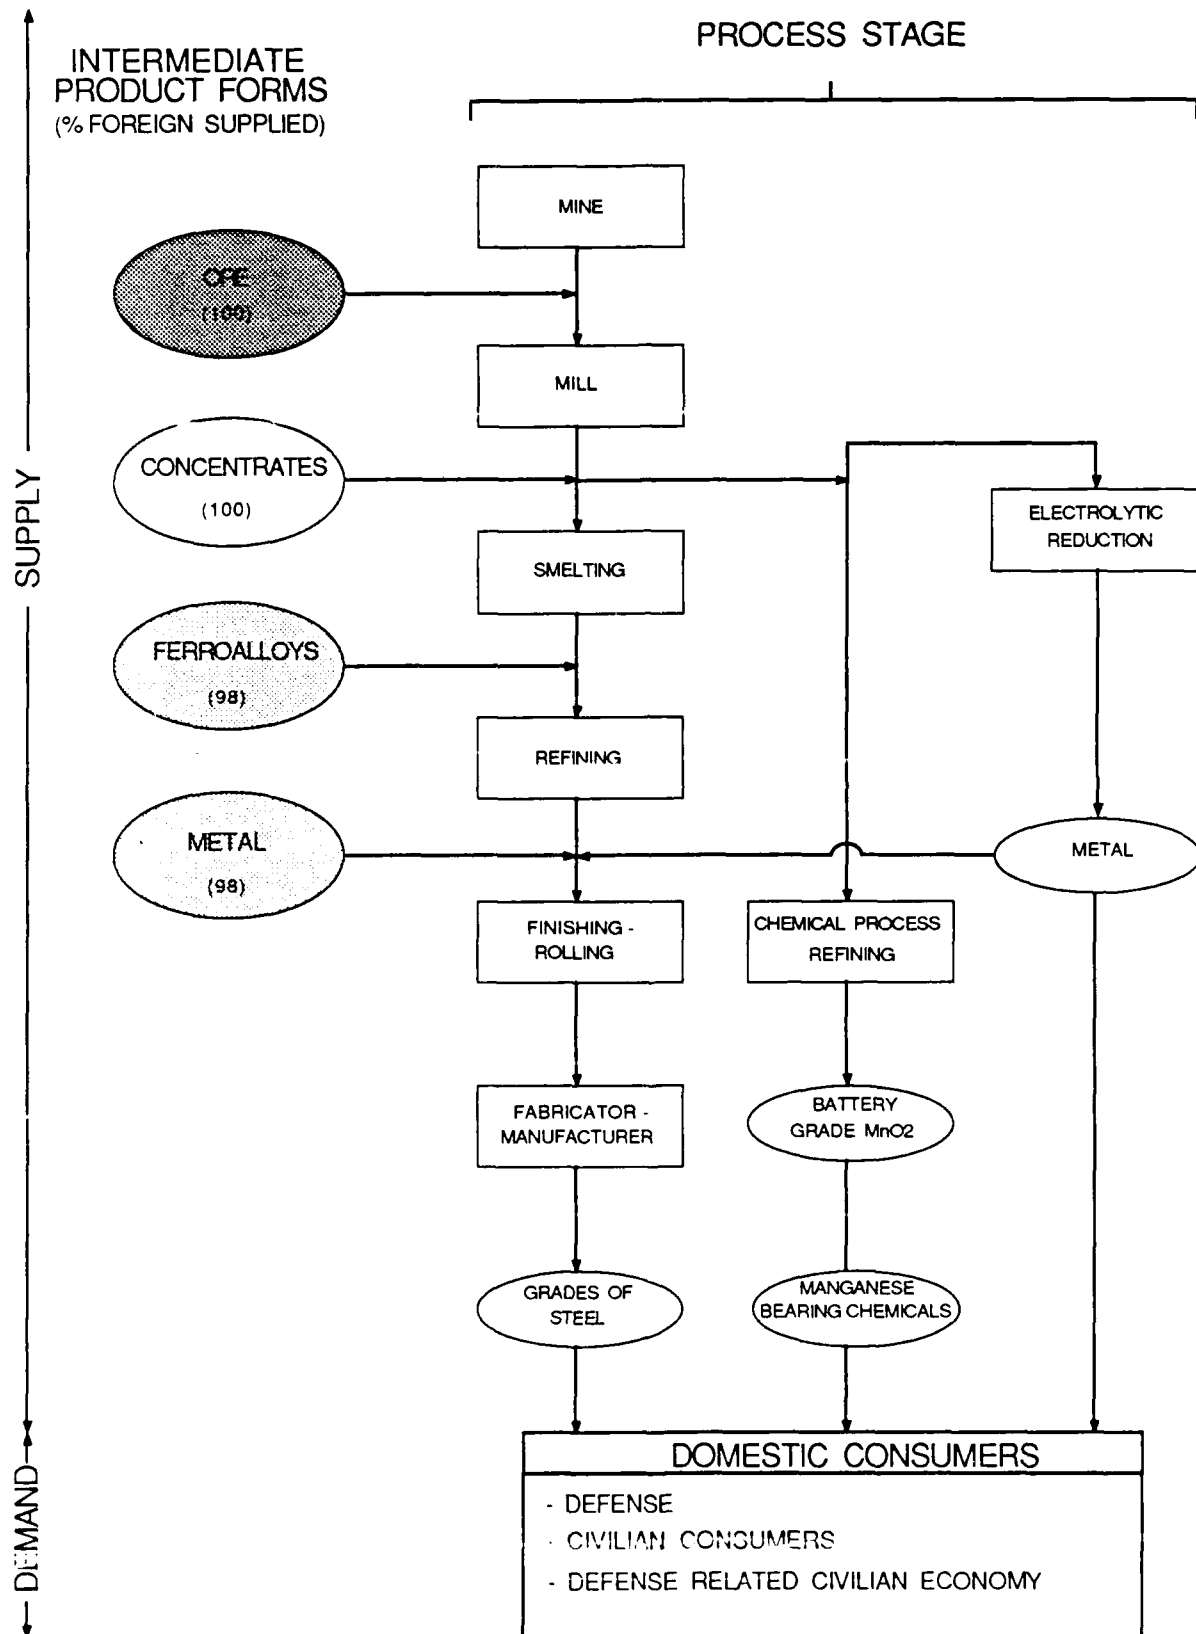 PROCESS STAGE
INTERMEDIATE
PRODUCT FORMS
(% FOREIGN SUPPLIED)
MINE
ORE
(100)
MILL
CONCENTRATES
(100)
ELECTROLYTIC
REDUCTION
SUPPLY
SMELTING
FERROALLOYS
(98)
REFINING
METAL
(98)
METAL
FINISHING -
ROLLING
CHEMICAL PROCESS
REFINING
FABRICATOR -
MANUFACTURER
BATTERY
GRADE MnO2
GRADES OF
STEEL
MANGANESE
BEARING CHEMICALS
DOMESTIC CONSUMERS
- DEFENSE
- CIVILIAN CONSUMERS
- DEFENSE RELATED CIVILIAN ECONOMY
DEMAND